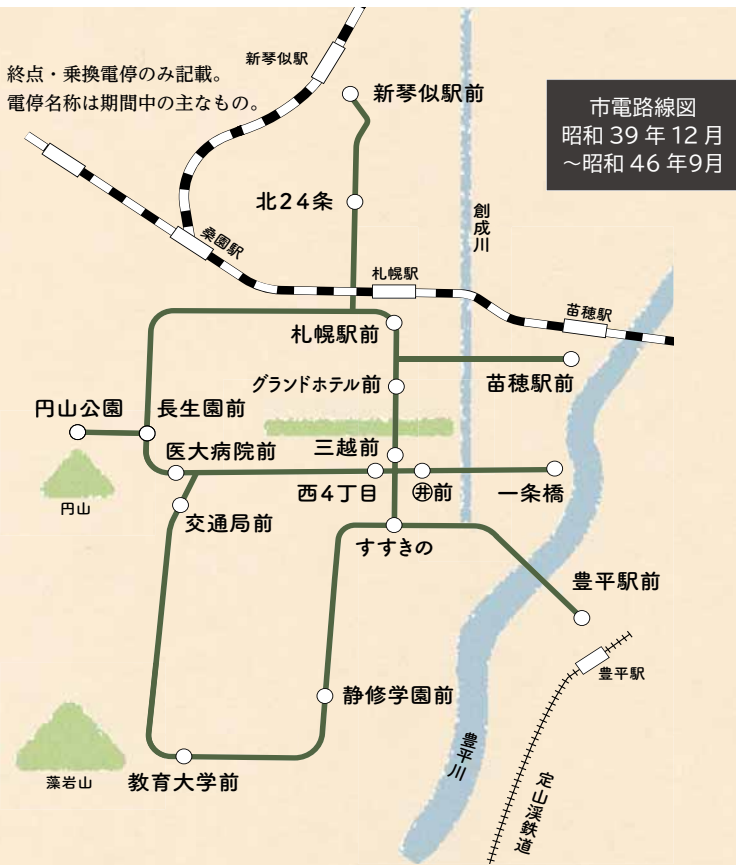 終点・乗換電停のみ記載。
電停名称は期間中の主なもの。
新琴似駅
新琴似駅前
市電路線図
昭和39年12月
～昭和46年9月
北24条
創成川
桑園駅
札幌駅
苗穂駅
札幌駅前
グランドホテル前
苗穂駅前
円山公園
長生園前
医大病院前
三越前
西4丁目
㊉前
一条橋
円山
交通局前
すすきの
豊平駅前
豊平駅
静修学園前
豊平川
藻岩山
教育大学前
定山渓鉄道